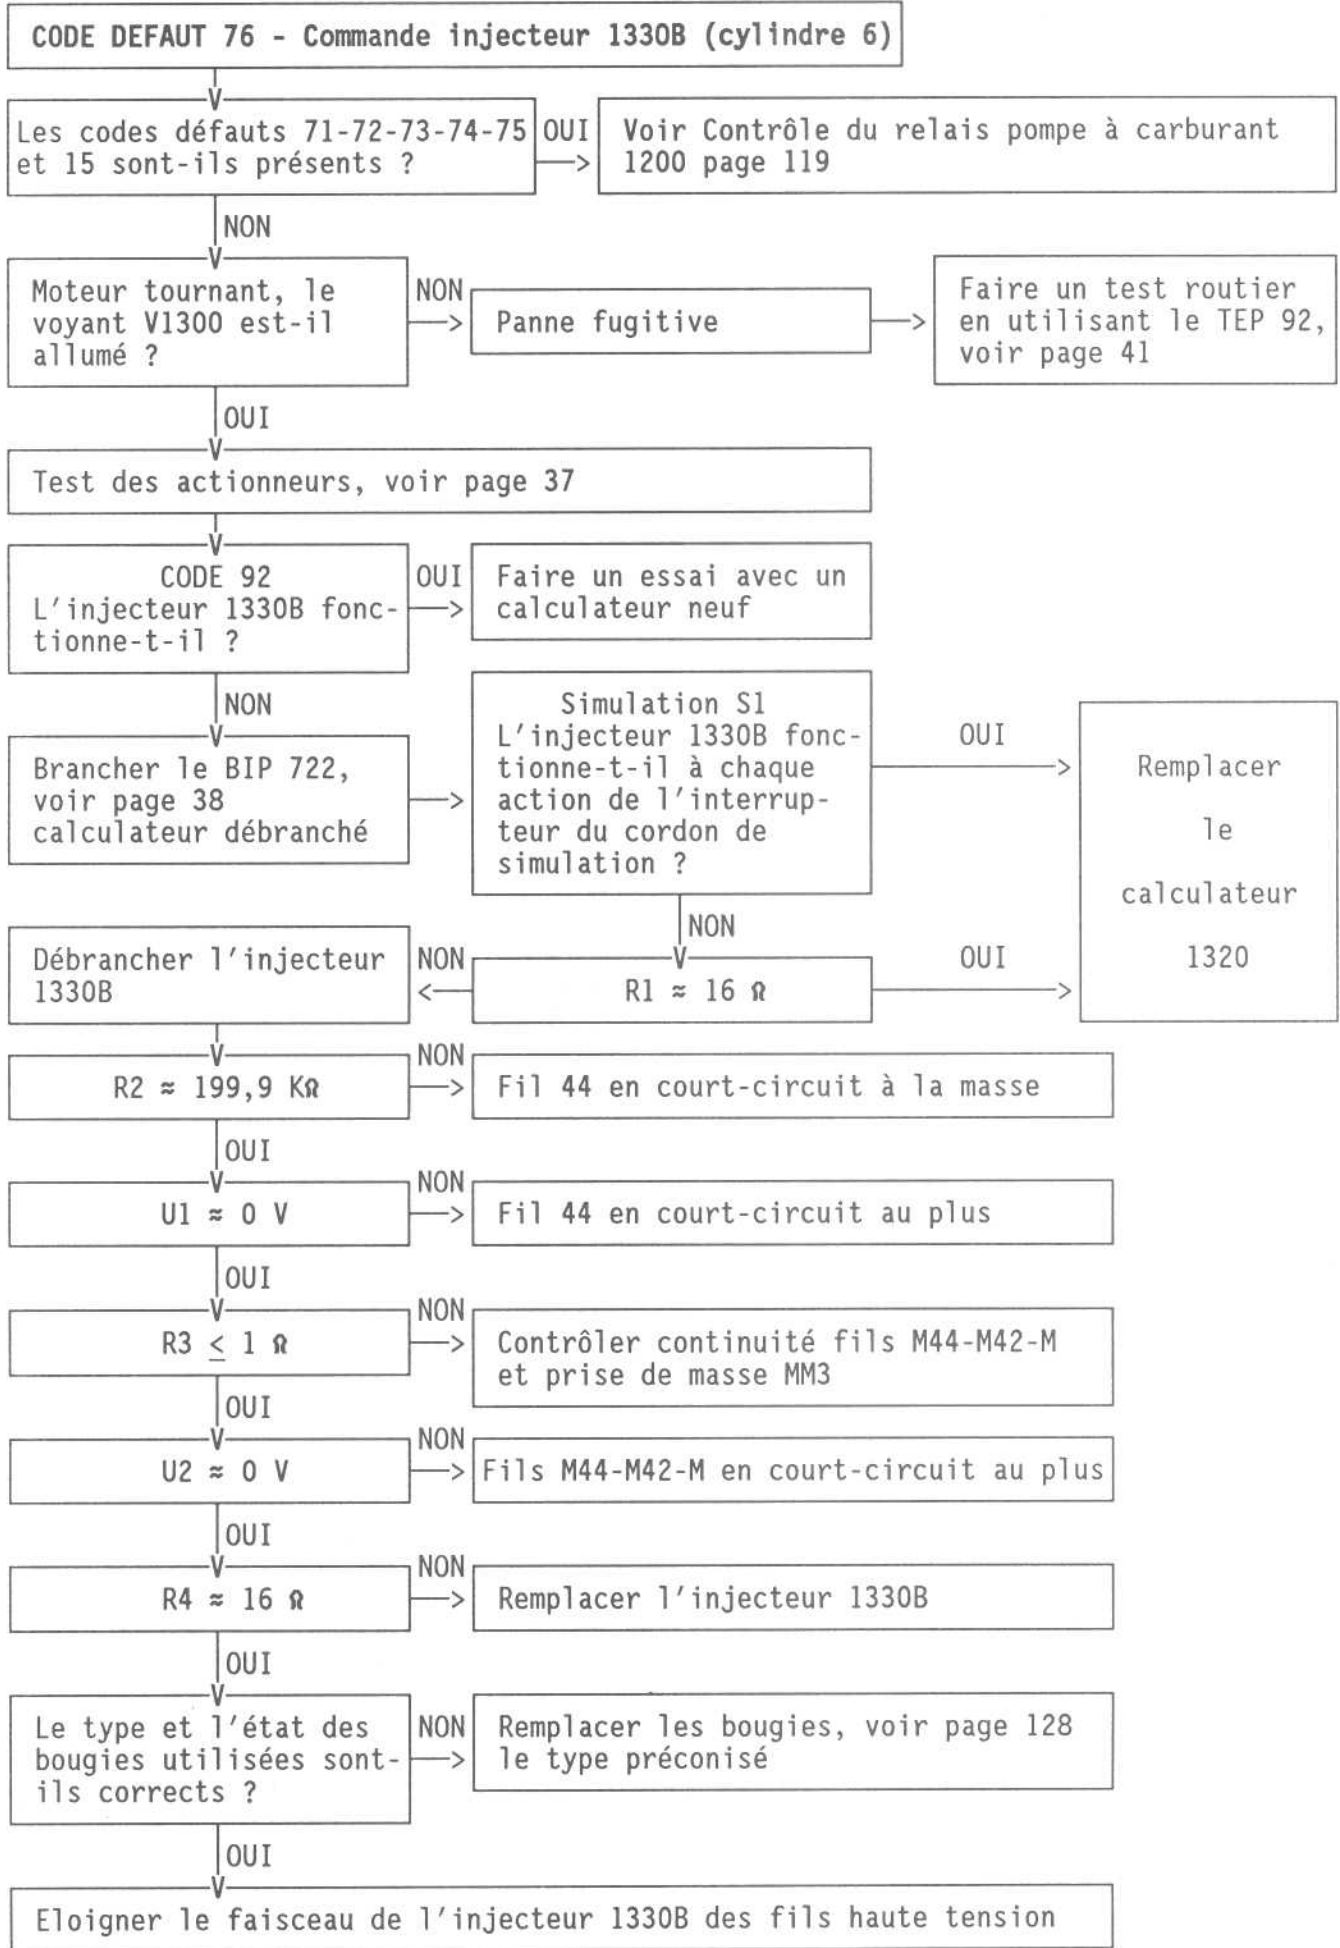 CODE DEFAUT 76 - Commande injecteur 1330B (cylindre 6)
Les codes défauts 71-72-73-74-75
et 15 sont-ils présents ?
OUI
Voir Contrôle du relais pompe à carburant
1200 page 119
NON
Moteur tournant, le
voyant V1300 est-il
allumé ?
NON
Panne fugitive
Faire un test routier
en utilisant le TEP 92,
voir page 41
OUI
Test des actionneurs, voir page 37
CODE 92
L'injecteur 1330B fonc-
tionne-t-il ?
OUI
Faire un essai avec un
calculateur neuf
NON
Brancher le BIP 722,
voir page 38
calculateur débranché
Simulation S1
L'injecteur 1330B fonc-
tionne-t-il à chaque
action de l'interrup-
teur du cordon de
simulation ?
OUI
Remplacer
le
calculateur
1320
NON
R1 ≈ 16 Ω
OUI
NON
Débrancher l'injecteur
1330B
R2 ≈ 199,9 KΩ
NON
Fil 44 en court-circuit à la masse
OUI
U1 ≈ 0 V
NON
Fil 44 en court-circuit au plus
OUI
R3 ≤ 1 Ω
NON
Contrôler continuité fils M44-M42-M
et prise de masse MM3
OUI
U2 ≈ 0 V
NON
Fils M44-M42-M en court-circuit au plus
OUI
R4 ≈ 16 Ω
NON
Remplacer l'injecteur 1330B
OUI
Le type et l'état des
bougies utilisées sont-
ils corrects ?
NON
Remplacer les bougies, voir page 128
le type préconisé
OUI
Eloigner le faisceau de l'injecteur 1330B des fils haute tension